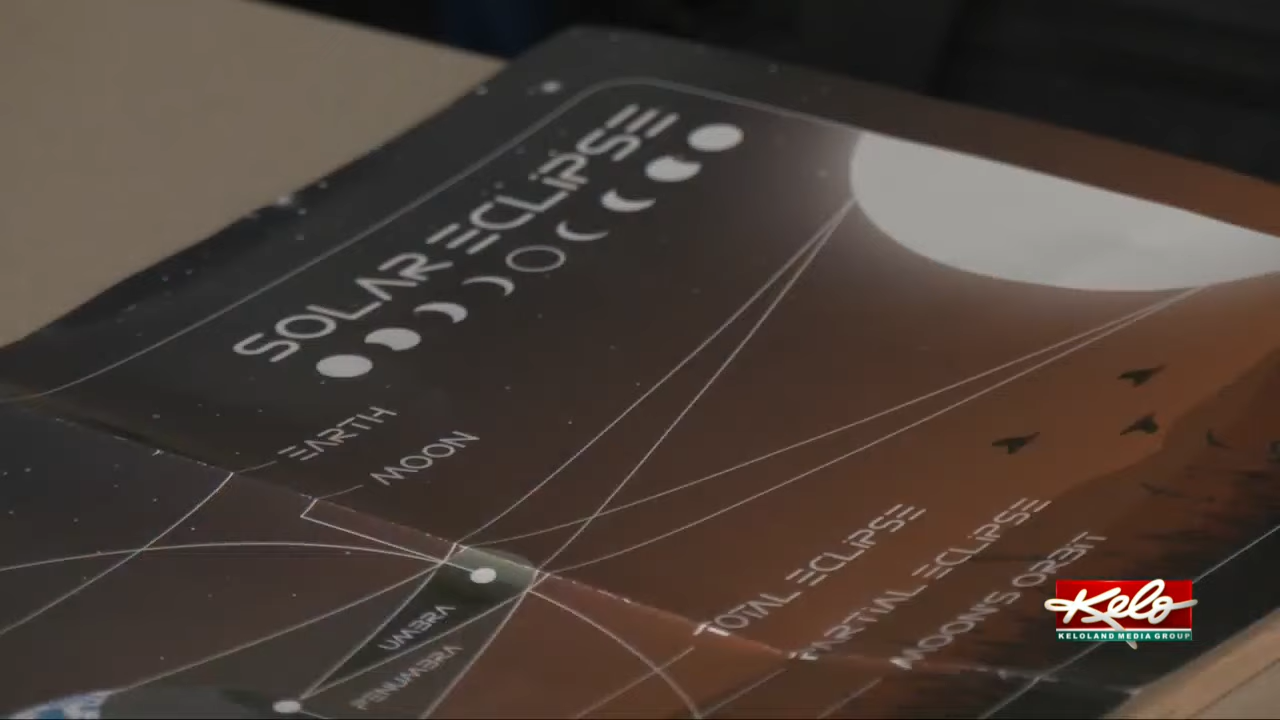 SOLAR ECLIPSE
EARTH
MOON
TOTAL ECLIPSE
PARTIAL ECLIPSE
MOON'S ORBIT
UMBRA
PENUMBRA
Kelo
KELOLAND MEDIA GROUP